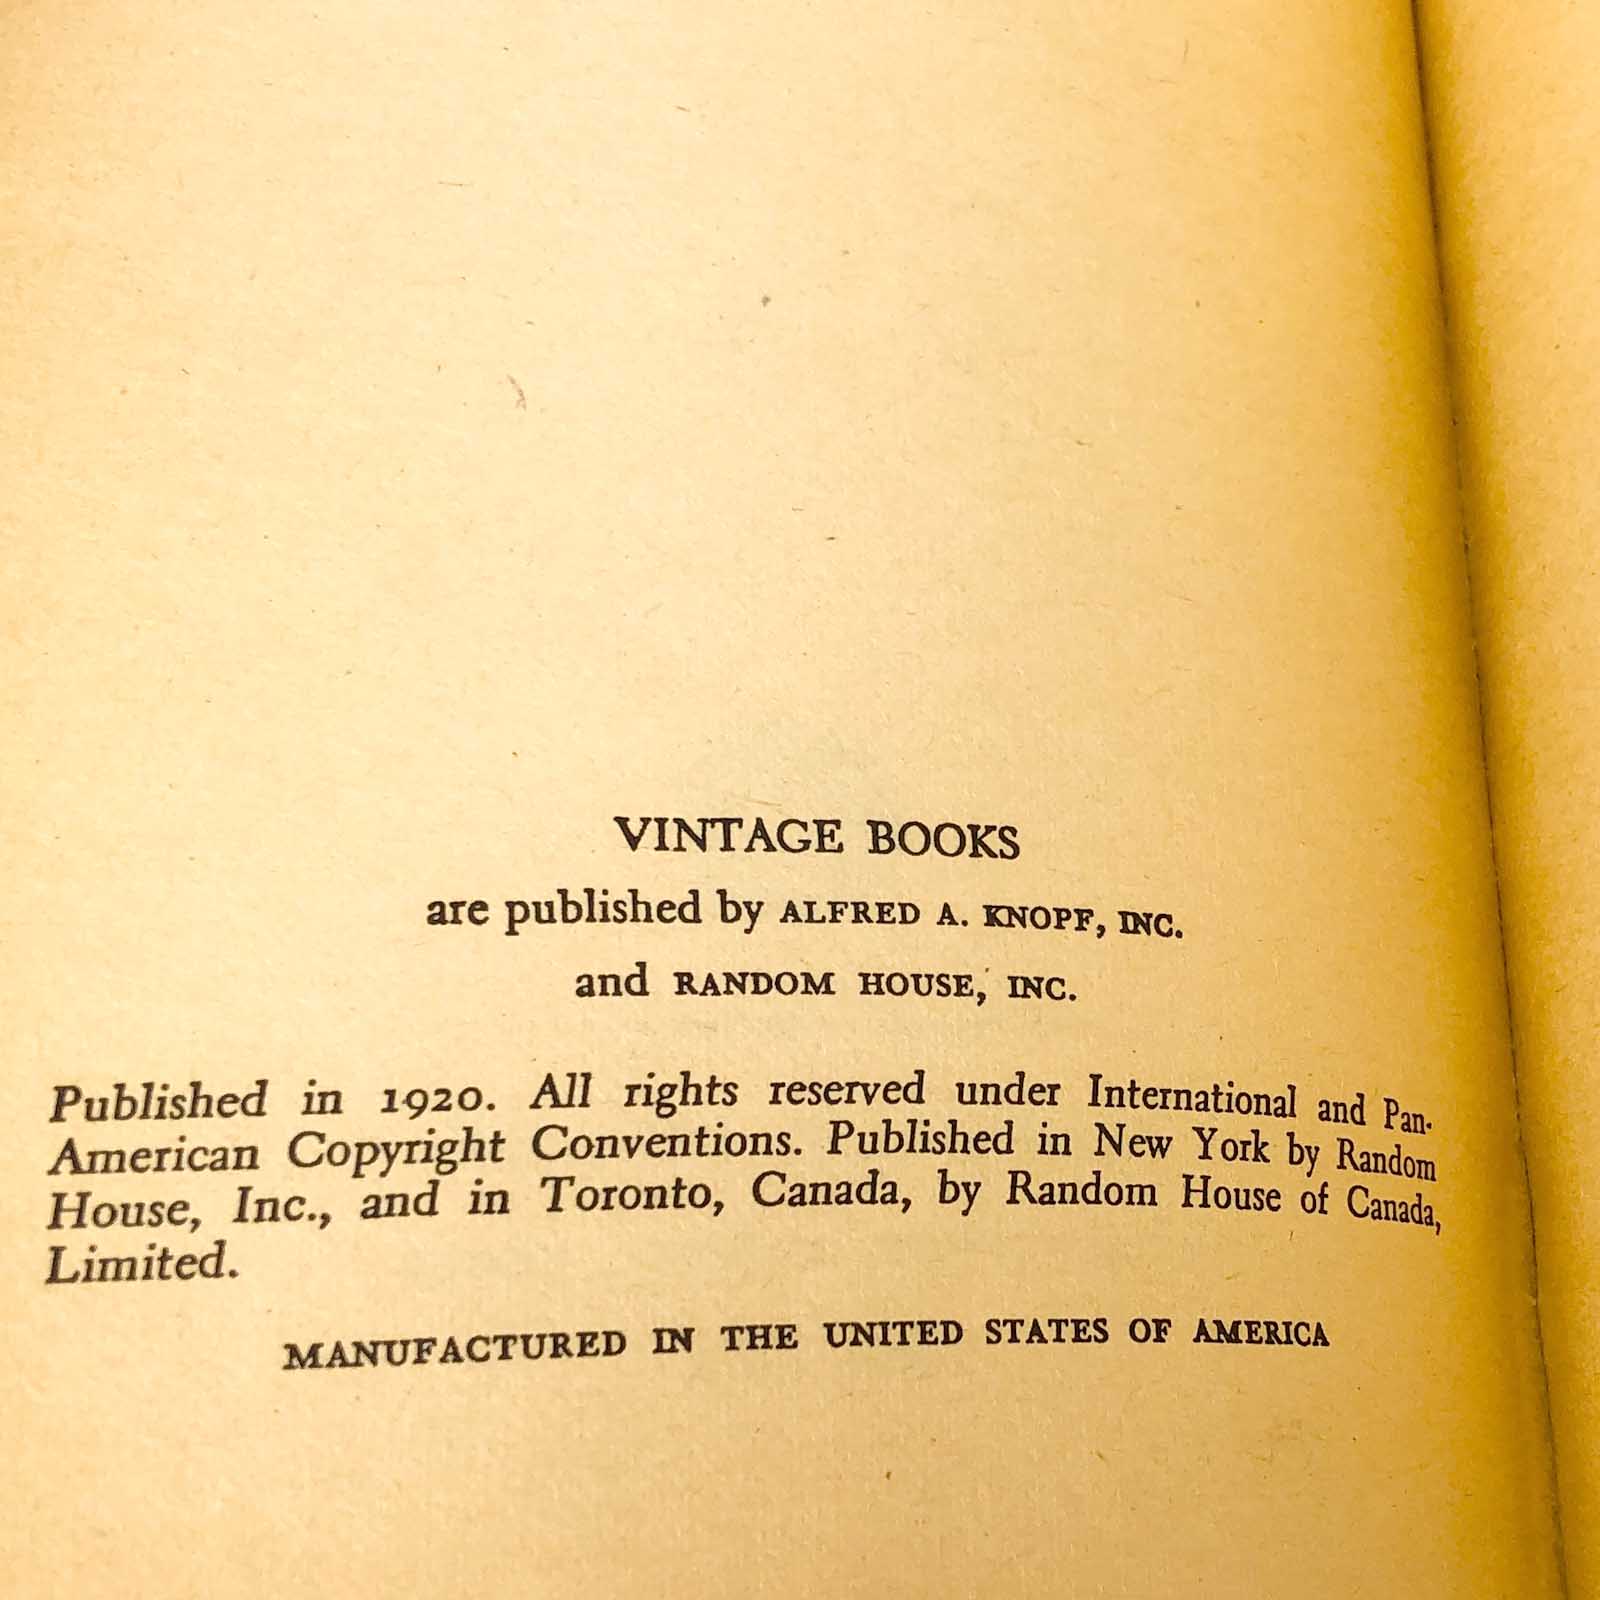 VINTAGE BOOKS
are published by ALFRED A. KNOPF, INC.
and RANDOM HOUSE, INC.
Published in 1920. All rights reserved under International and Pan-
American Copyright Conventions. Published in New York by Random
House, Inc., and in Toronto, Canada, by Random House of Canada,
Limited.
MANUFACTURED IN THE UNITED STATES OF AMERICA